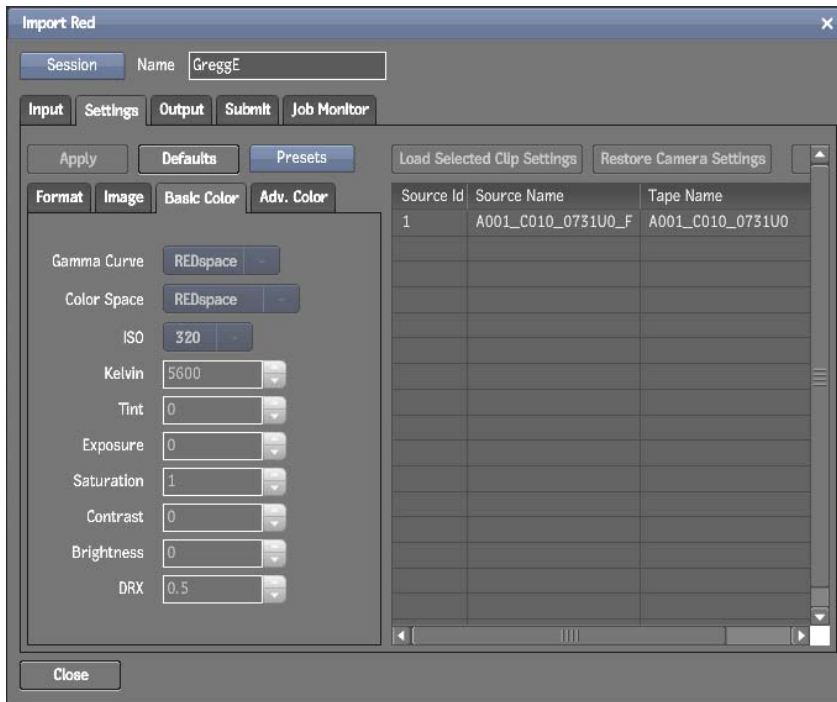 Import Red
Session Name GreggE
Input Settings Output Submit Job Monitor
Apply Defaults Presets Load Selected Clip Settings Restore Camera Settings
Format Image Basic Color Adv. Color
Source Id Source Name Tape Name
1 A001_C010_0731U0_F A001_C010_0731U0
Gamma Curve REDspace
Color Space REDspace
ISO 320
Kelvin 5600
Tint 0
Exposure 0
Saturation 1
Contrast 0
Brightness 0
DRX 0.5
Close